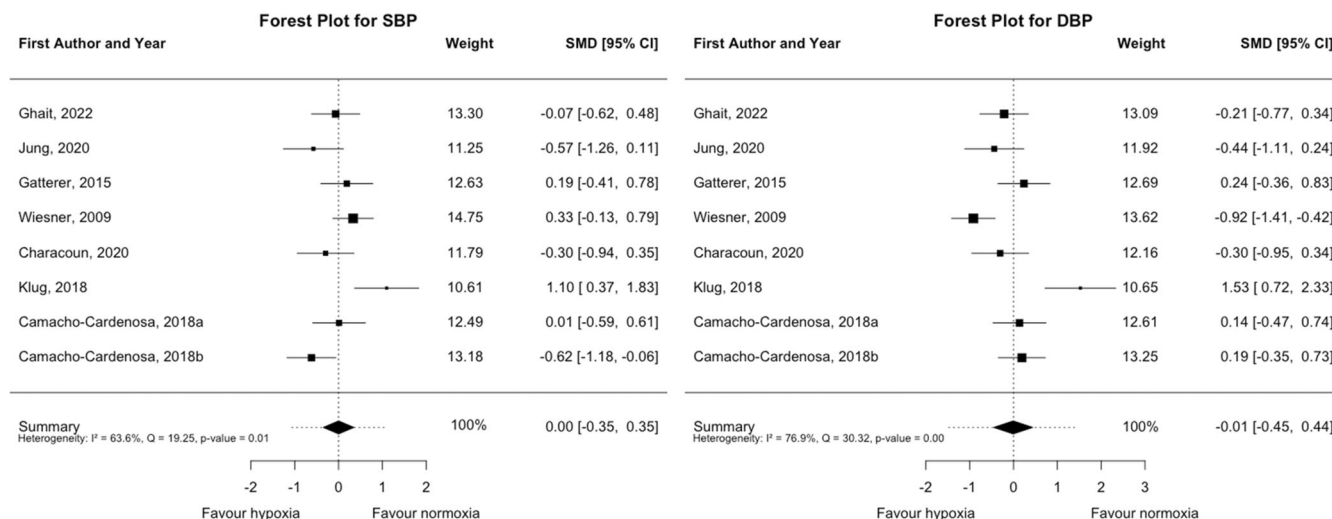 Forest Plot for SBP
First Author and Year Weight SMD [95% CI]
Ghait, 2022 13.30 -0.07 [-0.62, 0.48]
Jung, 2020 11.25 -0.57 [-1.26, 0.11]
Gatterer, 2015 12.63 0.19 [-0.41, 0.78]
Wiesner, 2009 14.75 0.33 [-0.13, 0.79]
Characoun, 2020 11.79 -0.30 [-0.94, 0.35]
Klug, 2018 10.61 1.10 [ 0.37, 1.83]
Camacho-Cardenosa, 2018a 12.49 0.01 [-0.59, 0.61]
Camacho-Cardenosa, 2018b 13.18 -0.62 [-1.18, -0.06]
Summary 100% 0.00 [-0.35, 0.35]
Heterogeneity: I² = 63.6%, Q = 19.25, p-value = 0.01
-2 -1 0 1 2
Favour hypoxia Favour normoxia
Forest Plot for DBP
First Author and Year Weight SMD [95% CI]
Ghait, 2022 13.09 -0.21 [-0.77, 0.34]
Jung, 2020 11.92 -0.44 [-1.11, 0.24]
Gatterer, 2015 12.69 0.24 [-0.36, 0.83]
Wiesner, 2009 13.62 -0.92 [-1.41, -0.42]
Characoun, 2020 12.16 -0.30 [-0.95, 0.34]
Klug, 2018 10.65 1.53 [ 0.72, 2.33]
Camacho-Cardenosa, 2018a 12.61 0.14 [-0.47, 0.74]
Camacho-Cardenosa, 2018b 13.25 0.19 [-0.35, 0.73]
Summary 100% -0.01 [-0.45, 0.44]
Heterogeneity: I² = 76.9%, Q = 30.32, p-value = 0.00
-2 -1 0 1 2 3
Favour hypoxia Favour normoxia